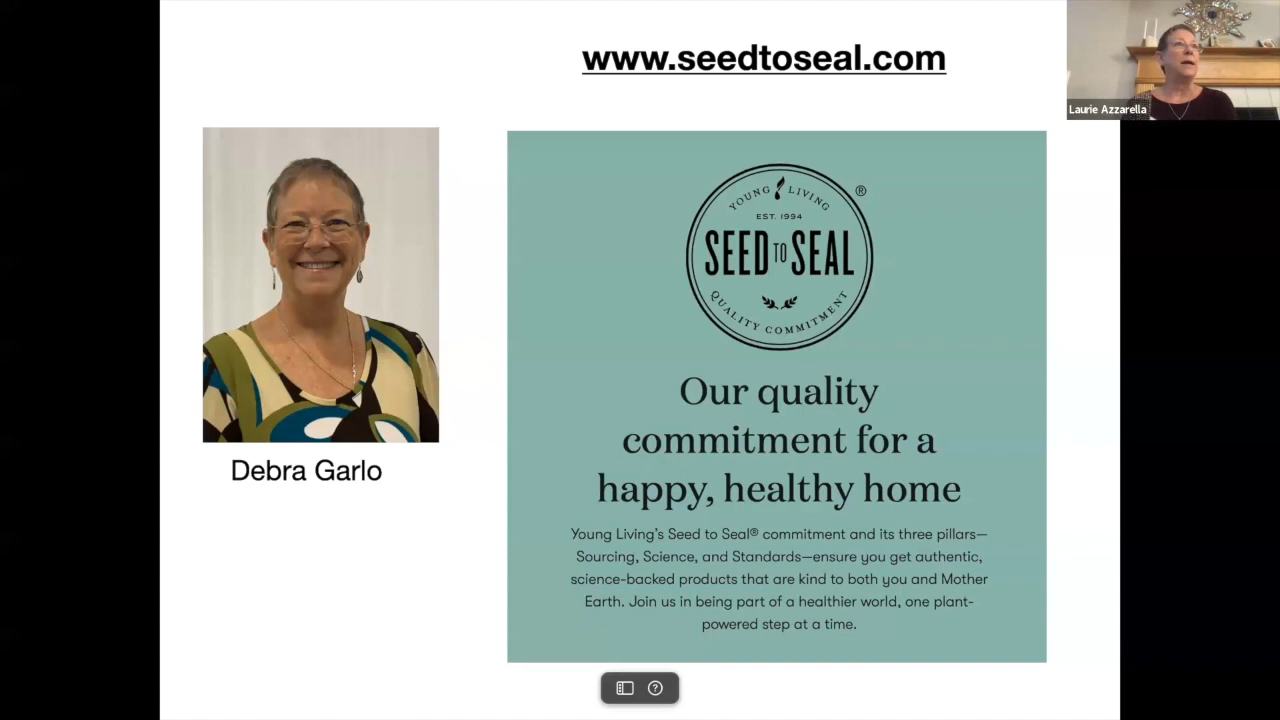 www.seedtoseal.com
Laurie Azzarella
YOUNG LIVING
®
EST. 1994
SEED TO SEAL
QUALITY COMMITMENT
Our quality
commitment for a
happy, healthy home
Debra Garlo
Young Living's Seed to Seal® commitment and its three pillars—
Sourcing, Science, and Standards—ensure you get authentic,
science-backed products that are kind to both you and Mother
Earth. Join us in being part of a healthier world, one plant-
powered step at a time.